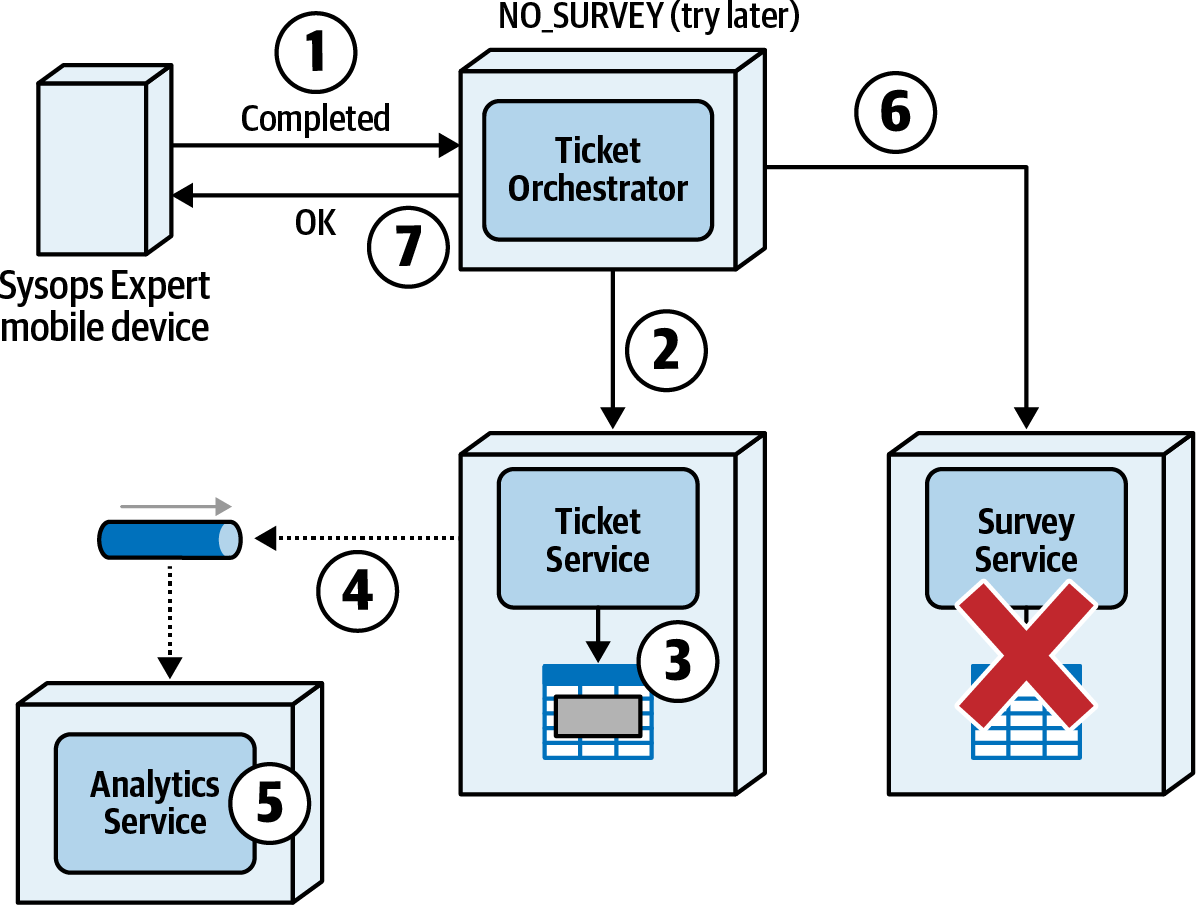 NO_SURVEY (try later)
1
Completed
Ticket
Orchestrator
6
OK
7
Sysops Expert
mobile device
2
Ticket
Service
Survey
Service
4
3
Analytics
Service
5